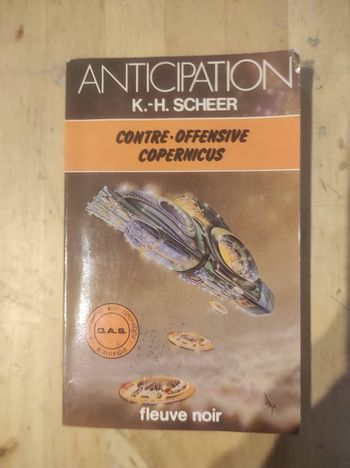 ANTICIPATION
K.-H. SCHEER
CONTRE-OFFENSIVE
COPERNICUS
D.A.S.
fleuve noir